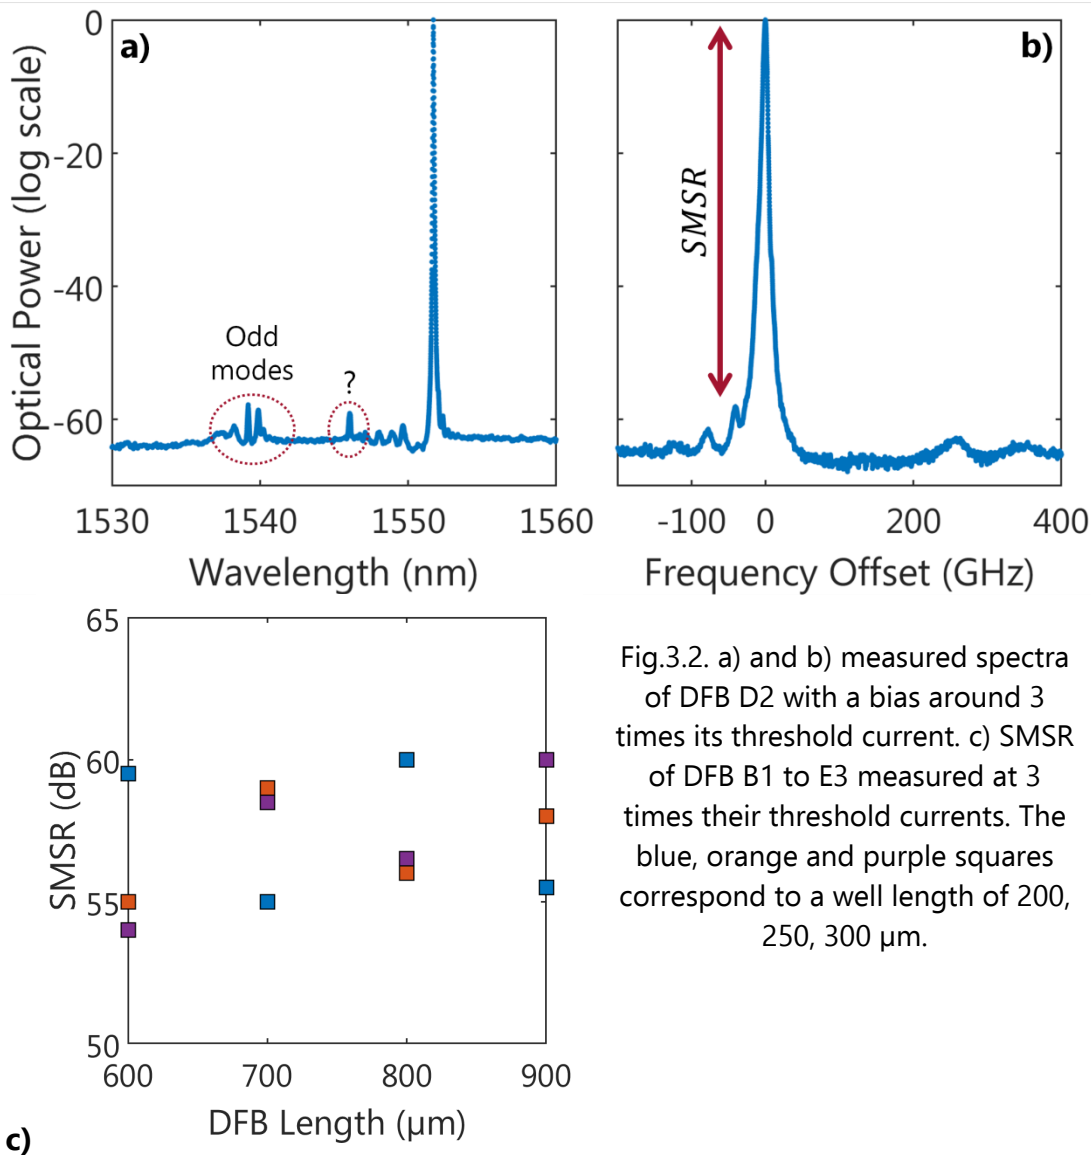 a)
Optical Power (log scale)
0
-20
-40
-60
Odd
modes
?
1530 1540 1550 1560
Wavelength (nm)
b)
SMSR
-100 0 200 400
Frequency Offset (GHz)
SMSR (dB)
65
60
55
50
600 700 800 900
DFB Length (μm)
c)
Fig.3.2. a) and b) measured spectra
of DFB D2 with a bias around 3
times its threshold current. c) SMSR
of DFB B1 to E3 measured at 3
times their threshold currents. The
blue, orange and purple squares
correspond to a well length of 200,
250, 300 μm.